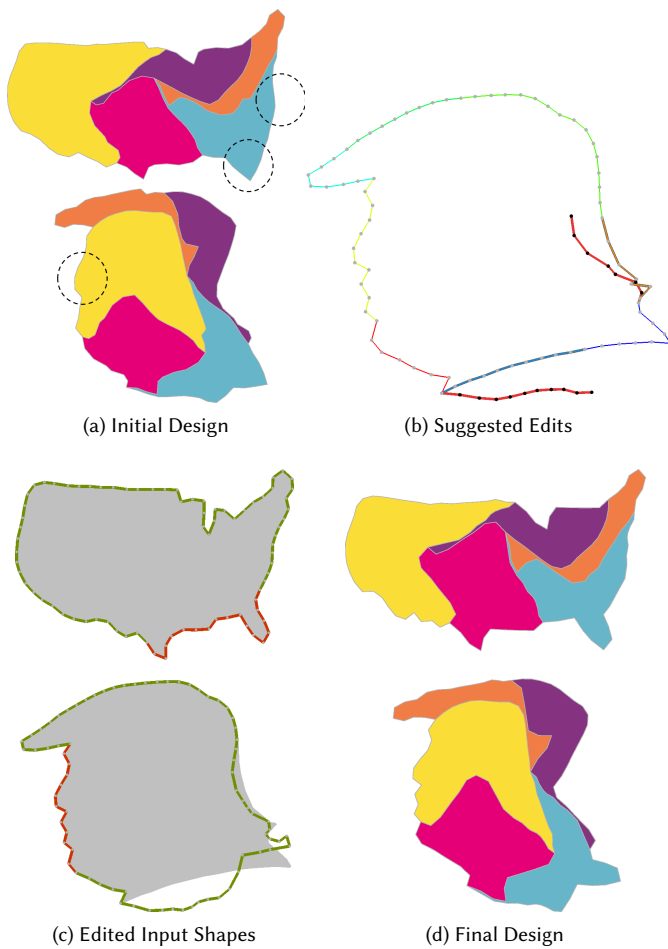 (a) Initial Design
(b) Suggested Edits
(c) Edited Input Shapes
(d) Final Design